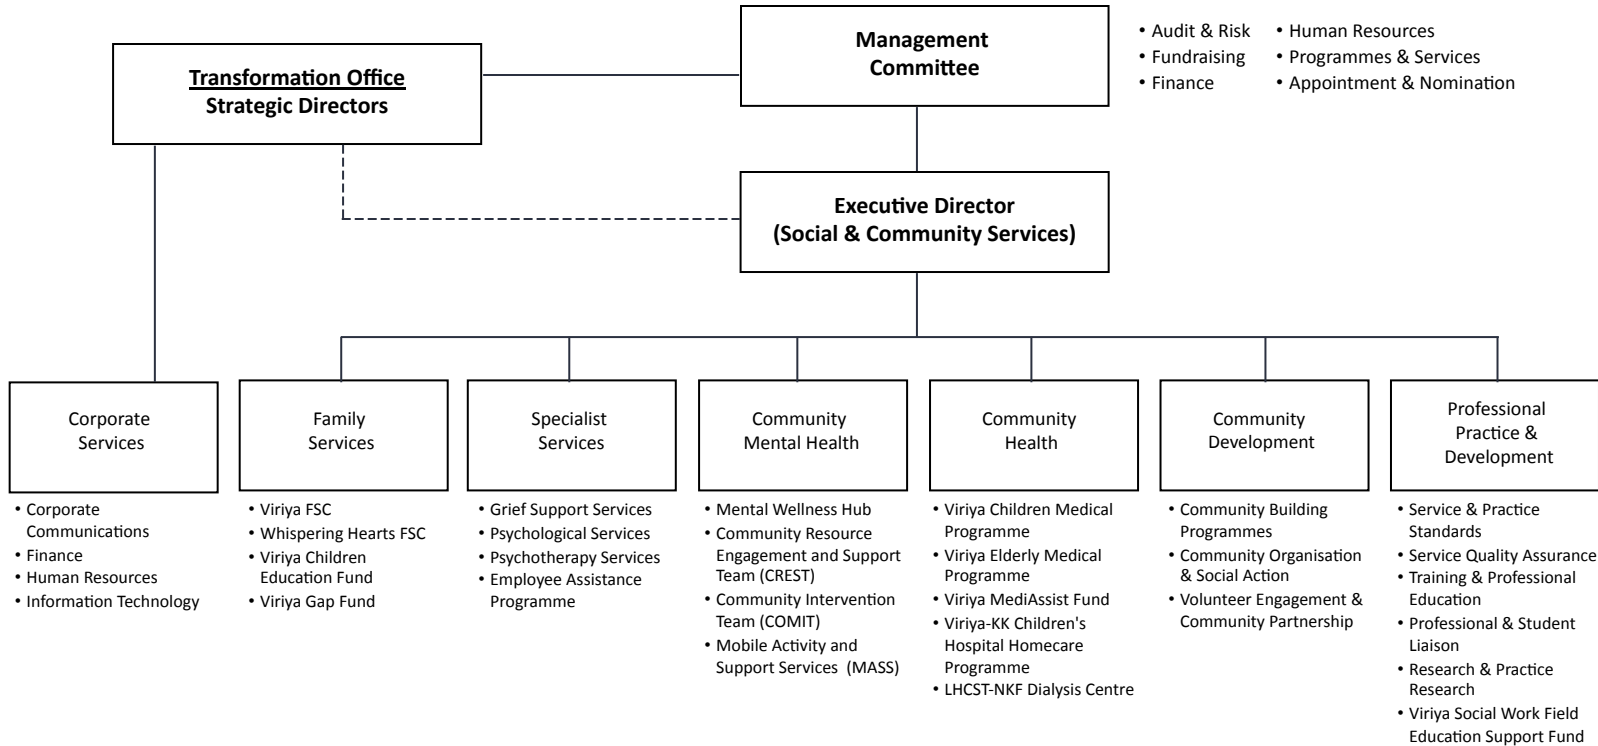 Management
Committee
• Audit & Risk
• Fundraising
• Finance
• Human Resources
• Programmes & Services
• Appointment & Nomination
Transformation Office
Strategic Directors
Executive Director
(Social & Community Services)
Corporate
Services
• Corporate
Communications
• Finance
• Human Resources
• Information Technology
Family
Services
• Viriya FSC
• Whispering Hearts FSC
• Viriya Children
Education Fund
• Viriya Gap Fund
Specialist
Services
• Grief Support Services
• Psychological Services
• Psychotherapy Services
• Employee Assistance
Programme
Community
Mental Health
• Mental Wellness Hub
• Community Resource
Engagement and Support
Team (CREST)
• Community Intervention
Team (COMIT)
• Mobile Activity and
Support Services (MASS)
Community
Health
• Viriya Children Medical
Programme
• Viriya Elderly Medical
Programme
• Viriya MediAssist Fund
• Viriya-KK Children's
Hospital Homecare
Programme
• LHCST-NKF Dialysis Centre
Community
Development
• Community Building
Programmes
• Community Organisation
& Social Action
• Volunteer Engagement &
Community Partnership
Professional
Practice &
Development
• Service & Practice
Standards
• Service Quality Assurance
• Training & Professional
Education
• Professional & Student
Liaison
• Research & Practice
Research
• Viriya Social Work Field
Education Support Fund